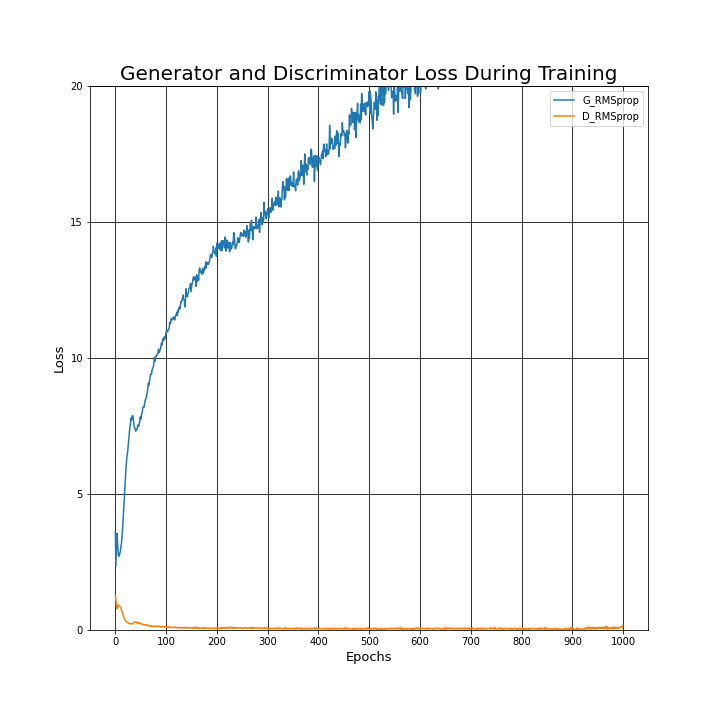 Generator and Discriminator Loss During Training
G_RMSprop
D_RMSprop
20
15
10
5
0
Loss
0 100 200 300 400 500 600 700 800 900 1000
Epochs